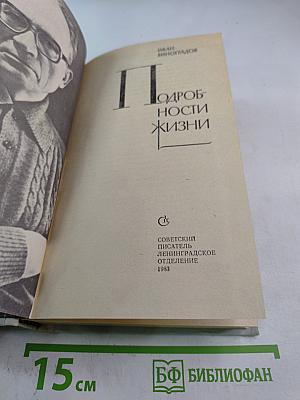 ИВАН
ВИНОГРАДОВ
ПОДРОБ-
НОСТИ
ЖИЗНИ
СОВЕТСКИЙ
ПИСАТЕЛЬ
ЛЕНИНГРАДСКОЕ
ОТДЕЛЕНИЕ
1983
15 см
БФ БИБЛИОФАН